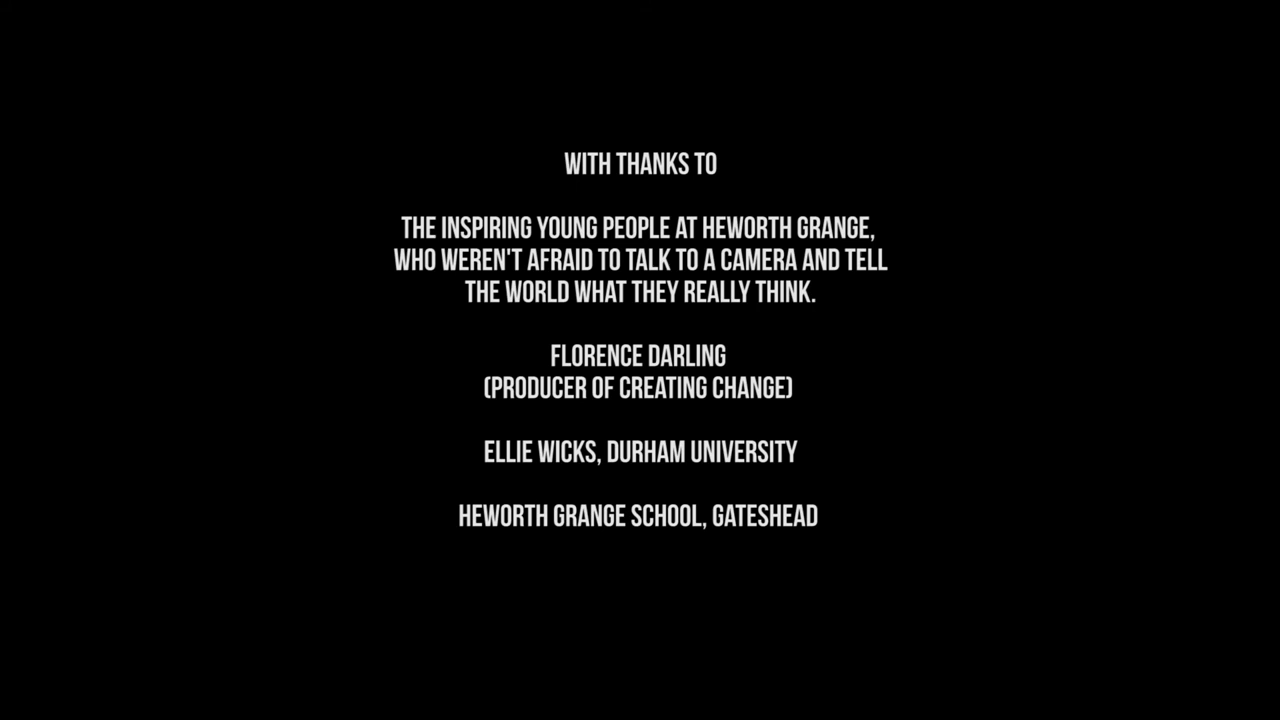 WITH THANKS TO
THE INSPIRING YOUNG PEOPLE AT HEWORTH GRANGE,
WHO WEREN'T AFRAID TO TALK TO A CAMERA AND TELL
THE WORLD WHAT THEY REALLY THINK.
FLORENCE DARLING
(PRODUCER OF CREATING CHANGE)
ELLIE WICKS, DURHAM UNIVERSITY
HEWORTH GRANGE SCHOOL, GATESHEAD